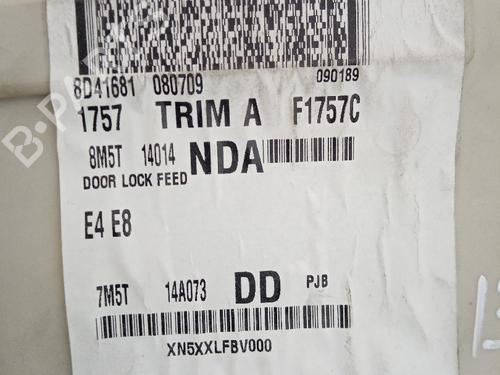 8D41681 080709 090189
1757 TRIM A F1757C
8M5T 14014 NDA
DOOR LOCK FEED
E4 E8
7M5T 14A073 DD PJB
XN5XXLFBV000
B-PARTS